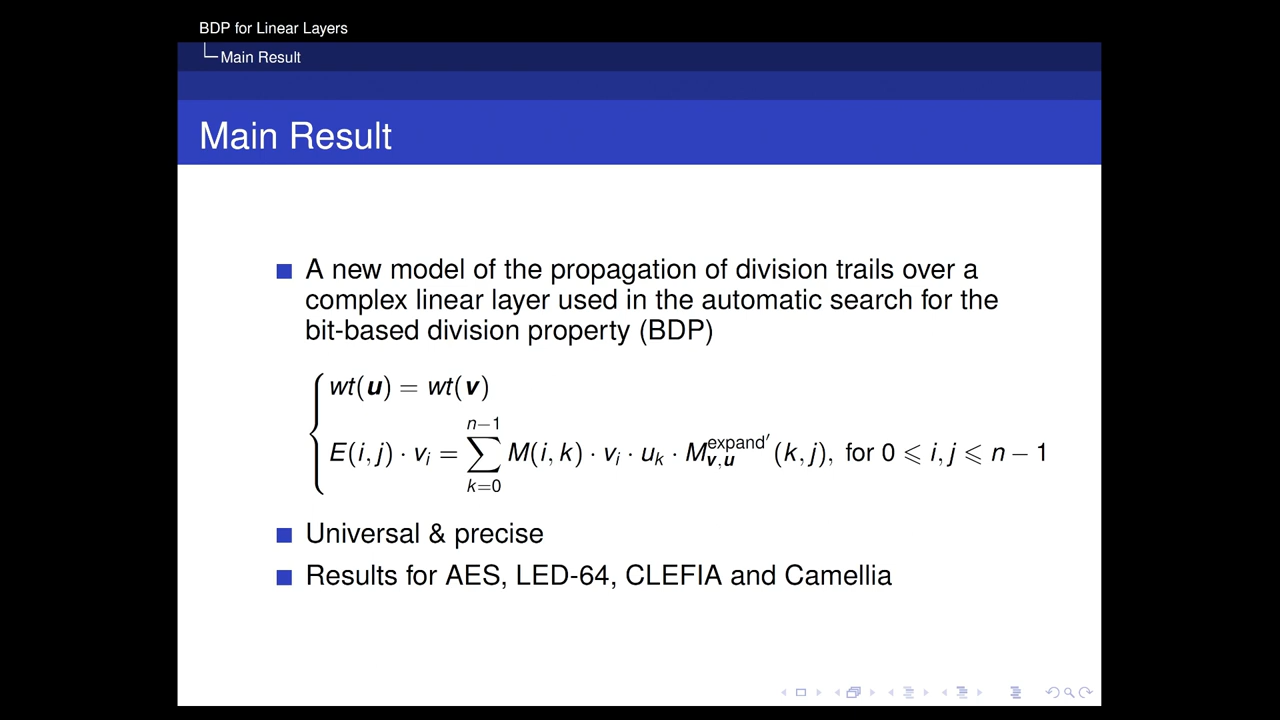 BDP for Linear Layers
Main Result
Main Result
A new model of the propagation of division trails over a
complex linear layer used in the automatic search for the
bit-based division property (BDP)
wt(u) = wt(v)
E(i, j) · v_i = ∑_{k=0}^{n−1} M(i, k) · v_i · u_k · M_{v,u}^{expand′}(k, j), for 0 ⩽ i, j ⩽ n − 1
Universal & precise
Results for AES, LED-64, CLEFIA and Camellia